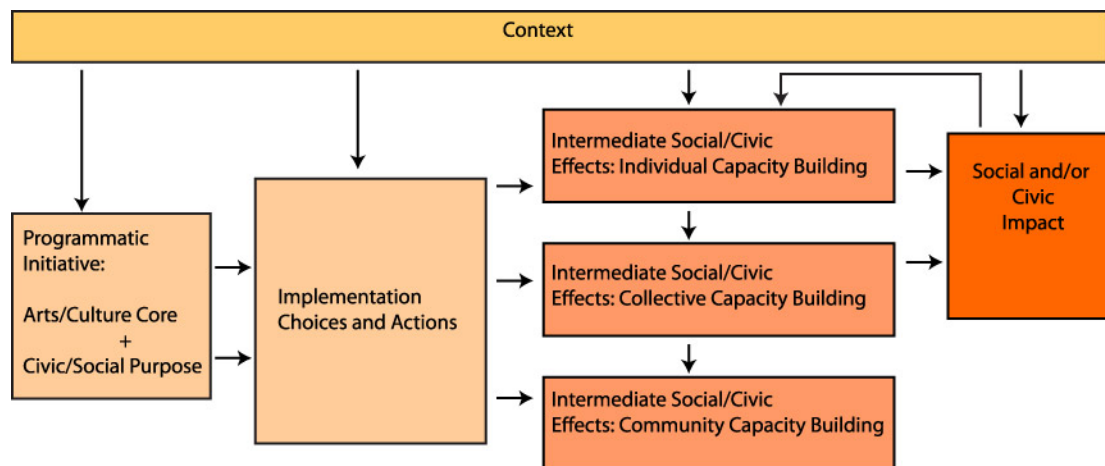 Context
Programmatic
Initiative:
Arts/Culture Core
+
Civic/Social Purpose
Implementation
Choices and Actions
Intermediate Social/Civic
Effects: Individual Capacity Building
Intermediate Social/Civic
Effects: Collective Capacity Building
Intermediate Social/Civic
Effects: Community Capacity Building
Social and/or
Civic
Impact